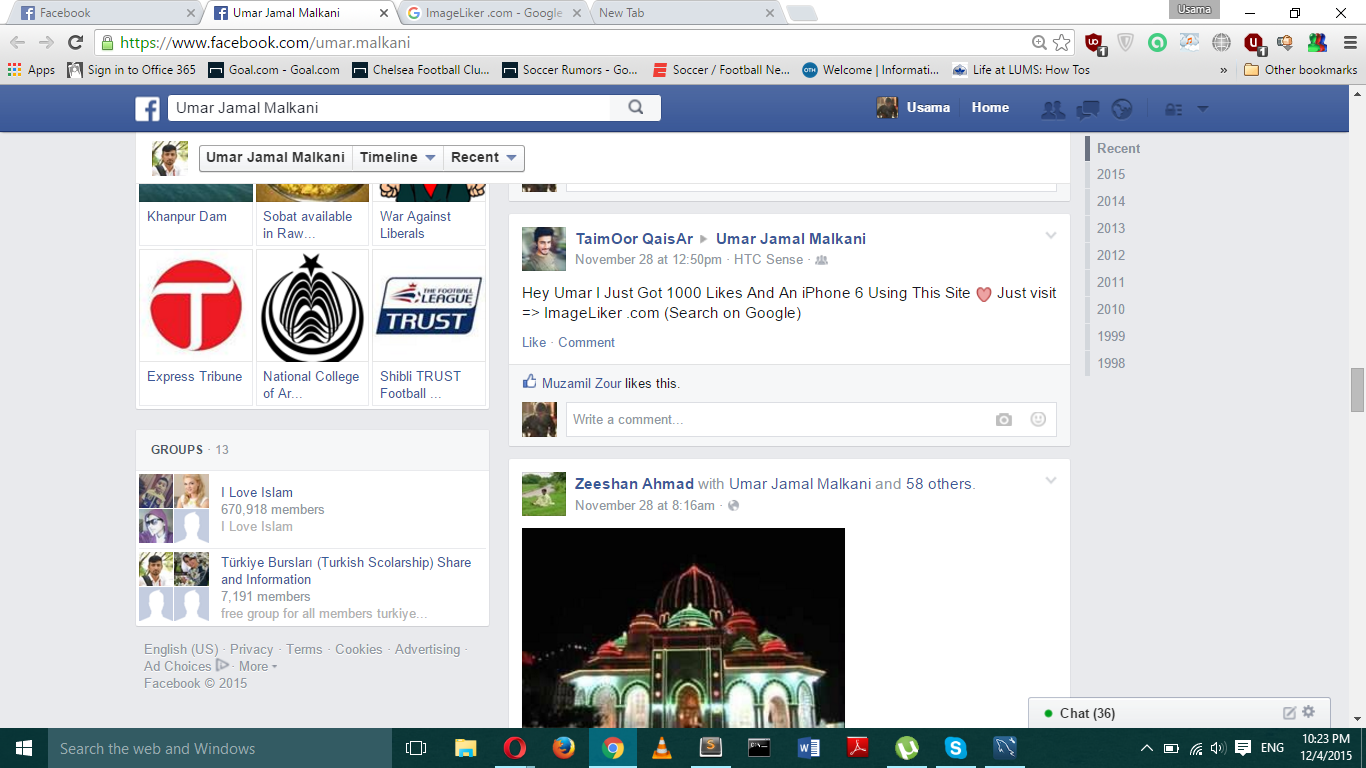 Facebook
Umar Jamal Malkani
ImageLiker .com - Google
New Tab
Usama
https://www.facebook.com/umar.malkani
Apps
Sign in to Office 365
Goal.com - Goal.com
Chelsea Football Clu...
Soccer Rumors - Go...
Soccer / Football Ne...
OTH
Welcome | Informati...
Life at LUMS: How Tos
»
Other bookmarks
Umar Jamal Malkani
Usama
Home
Umar Jamal Malkani
Timeline
Recent
Recent
2015
2014
2013
2012
2011
2010
1999
1998
Khanpur Dam
Sobat available
in Raw...
War Against
Liberals
THE FOOTBALL
LEAGUE
TRUST
Express Tribune
National College
of Ar...
Shibli TRUST
Football ...
GROUPS · 13
I Love Islam
670,918 members
I Love Islam
Türkiye Bursları (Turkish Scolarship) Share
and Information
7,191 members
free group for all members turkiye...
English (US) · Privacy · Terms · Cookies · Advertising ·
Ad Choices · More
Facebook © 2015
TaimOor QaisAr ▸ Umar Jamal Malkani
November 28 at 12:50pm · HTC Sense ·
Hey Umar I Just Got 1000 Likes And An iPhone 6 Using This Site Just visit
=> ImageLiker .com (Search on Google)
Like · Comment
Muzamil Zour likes this.
Write a comment...
Zeeshan Ahmad with Umar Jamal Malkani and 58 others.
November 28 at 8:16am ·
Chat (36)
Search the web and Windows
ENG
10:23 PM
12/4/2015